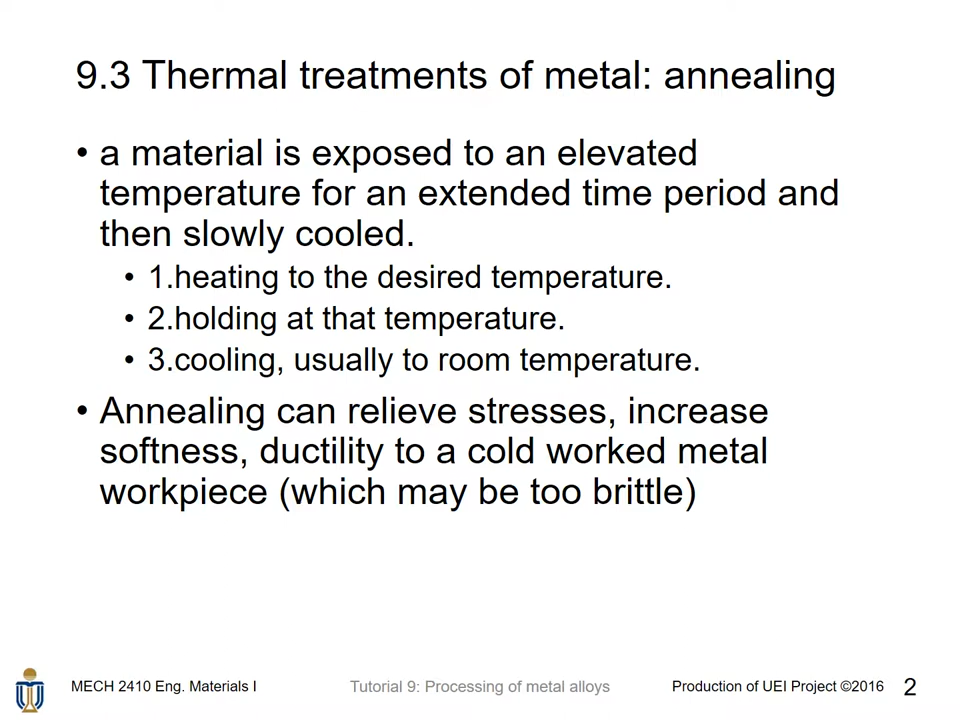 9.3 Thermal treatments of metal: annealing
• a material is exposed to an elevated
temperature for an extended time period and
then slowly cooled.
• 1.heating to the desired temperature.
• 2.holding at that temperature.
• 3.cooling, usually to room temperature.
• Annealing can relieve stresses, increase
softness, ductility to a cold worked metal
workpiece (which may be too brittle)
MECH 2410 Eng. Materials I
Tutorial 9: Processing of metal alloys
Production of UEI Project ©2016
2